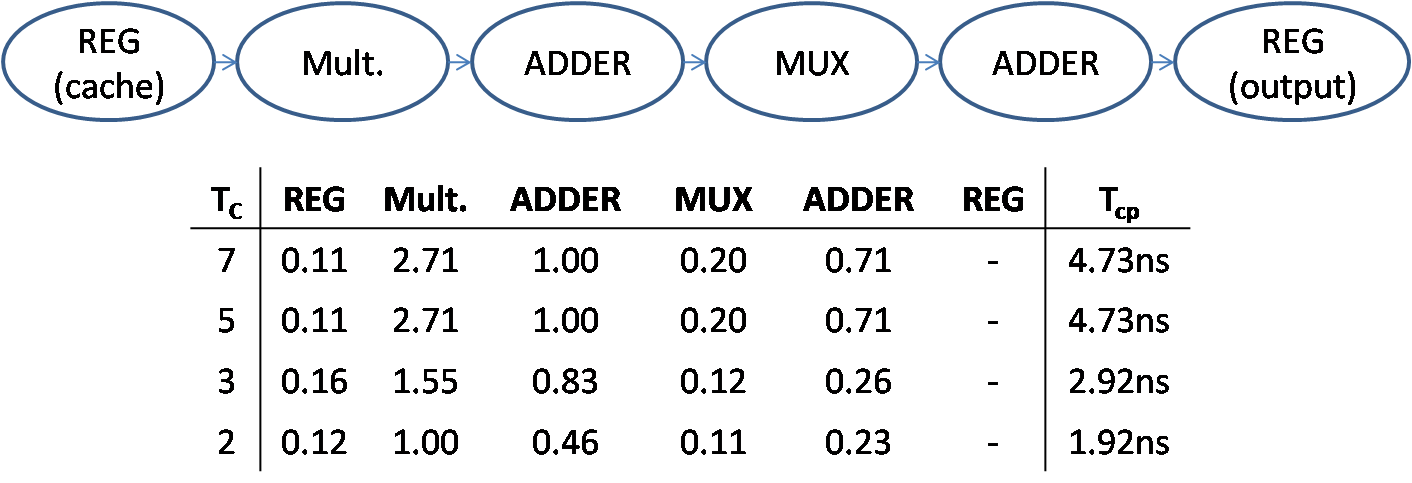 REG (cache) Mult. ADDER MUX ADDER REG (output)
T_C REG Mult. ADDER MUX ADDER REG T_cp
7 0.11 2.71 1.00 0.20 0.71 - 4.73ns
5 0.11 2.71 1.00 0.20 0.71 - 4.73ns
3 0.16 1.55 0.83 0.12 0.26 - 2.92ns
2 0.12 1.00 0.46 0.11 0.23 - 1.92ns